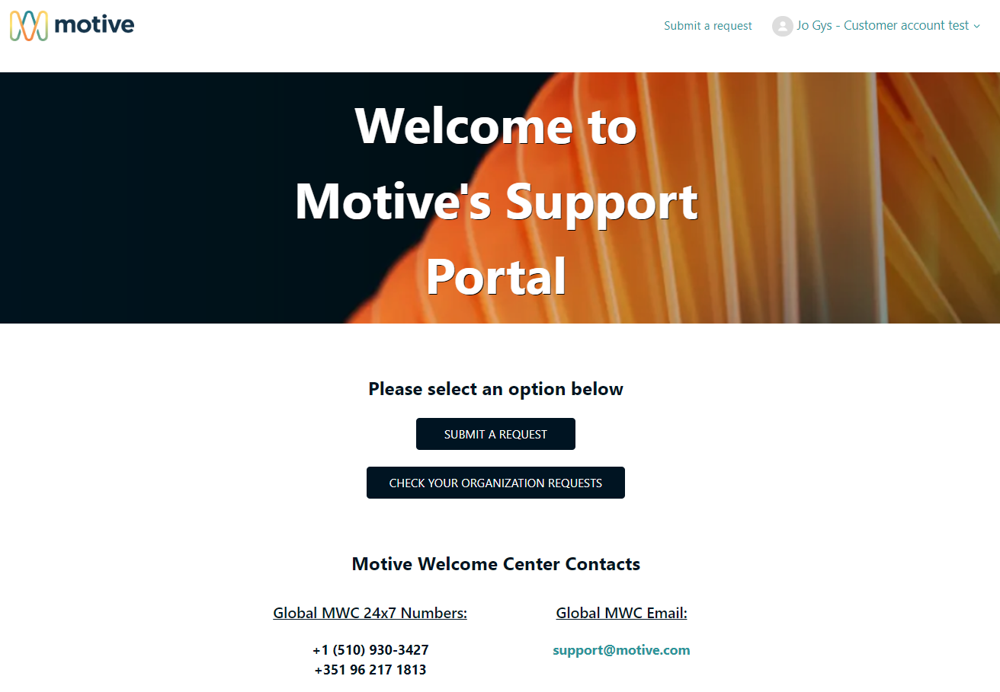 motive
Submit a request
Jo Gys - Customer account test
Welcome to
Motive's Support
Portal
Please select an option below
SUBMIT A REQUEST
CHECK YOUR ORGANIZATION REQUESTS
Motive Welcome Center Contacts
Global MWC 24x7 Numbers:
+1 (510) 930-3427
+351 96 217 1813
Global MWC Email:
support@motive.com